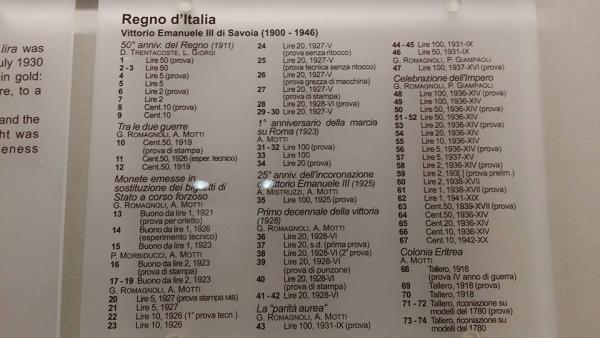 lira was
uly 1930
in gold:
re, to a
and the
ht was
eness
Regno d'Italia
Vittorio Emanuele III di Savoia (1900 - 1946)
50° anniv. del Regno (1911)
D. TRENTACOSTE, L. GIORGI
1 Lire 50 (prova)
2 - 3 Lire 50
4 Lire 5 (prova)
5 Lire 5
6 Lire 2 (prova)
7 Lire 2
8 Cent.10 (prova)
9 Cent.10
Tra le due guerre
G. ROMAGNOLI, A. MOTTI
10 Cent.50, 1919
(prova di stampa)
11 Cent.50, 1926 (esper. tecnico)
12 Cent.50, 1919
Monete emesse in
sostituzione dei biglietti di
Stato a corso forzoso
G. ROMAGNOLI, A. MOTTI
13 Buono da lire 1, 1921
(prova per orletto)
14 Buono da lire 1, 1926
(esperimento tecnico)
15 Buono da lire 1, 1923
P. MORBIDUCCI, A. MOTTI
16 Buono da lire 2, 1923
(prova di stampa)
17 - 19 Buono da lire 2, 1923
G. ROMAGNOLI, A. MOTTI
20 Lire 5, 1927 (prova stampa MB)
21 Lire 5, 1927
22 Lire 10, 1926 (1° prova tecn.)
23 Lire 10, 1926
24 Lire 20, 1927-V
(prova senza ritocco)
25 Lire 20, 1927-V
(prova tecnica senza ritocco)
26 Lire 20, 1927-V
(prova grezza di macchina)
27 Lire 20, 1927-V
(prova di stampa)
28 Lire 20, 1928-VI (prova)
29 - 30 Lire 20, 1927-V
1° anniversario della marcia
su Roma (1923)
A. MOTTI
31 - 32 Lire 100 (prova)
33 Lire 100
34 Lire 20 (prova)
25° anniv. dell'incoronazione
di Vittorio Emanuele III (1925)
A. MISTRUZZI, A. MOTTI
35 Lire 100, 1925 (prova)
Primo decennale della vittoria
(1928)
G. ROMAGNOLI, A. MOTTI
36 Lire 20, 1928-VI
37 Lire 20, s.d. (prima prova)
38 Lire 20, 1928-VI (2° prova)
39 Lire 20, 1928-VI
(prova di punzone)
40 Lire 20, 1928-VI
(prova di stampa)
41 - 42 Lire 20, 1928-VI
La "parità aurea"
G. ROMAGNOLI, A. MOTTI
43 Lire 100, 1931-IX (prova)
44 - 45 Lire 100, 1931-IX
46 Lire 50, 1931-IX
G. ROMAGNOLI, P. GIAMPAOLI
47 Lire 100, 1937-XVI (prova)
Celebrazione dell'Impero
G. ROMAGNOLI, P. GIAMPAOLI
48 Lire 100, 1936-XIV (prova)
49 Lire 100, 1936-XIV
50 Lire 50, 1936-XIV (prova)
51 - 52 Lire 50, 1936-XIV
53 Lire 20, 1936-XIV (prova)
54 Lire 20, 1936-XIV
55 Lire 10, 1936-XIV
56 Lire 5, 1936-XIV (prova)
57 Lire 5, 1937-XV
58 Lire 2, 1936-XIV (prova)
59 Lire 2, 193[.] (prova prelim.)
60 Lire 2, 1938-XVII
61 Lire 1, 1938-XVII (prova)
62 Lire 1, 1941-XIX
63 Cent.50, 1939-XVII (prova)
64 Cent.50, 1936-XIV
65 Cent.20, 1936-XIV
66 Cent.10, 1936-XIV
67 Cent.10, 1942-XX
Colonia Eritrea
A. MOTTI
68 Tallero, 1918
(prova IV anno di guerra)
69 Tallero, 1918 (prova)
70 Tallero, 1918
71 - 72 Tallero, riconiazione su
modelli del 1780 (prova)
73 - 74 Tallero, riconiazione su
modelli del 1780